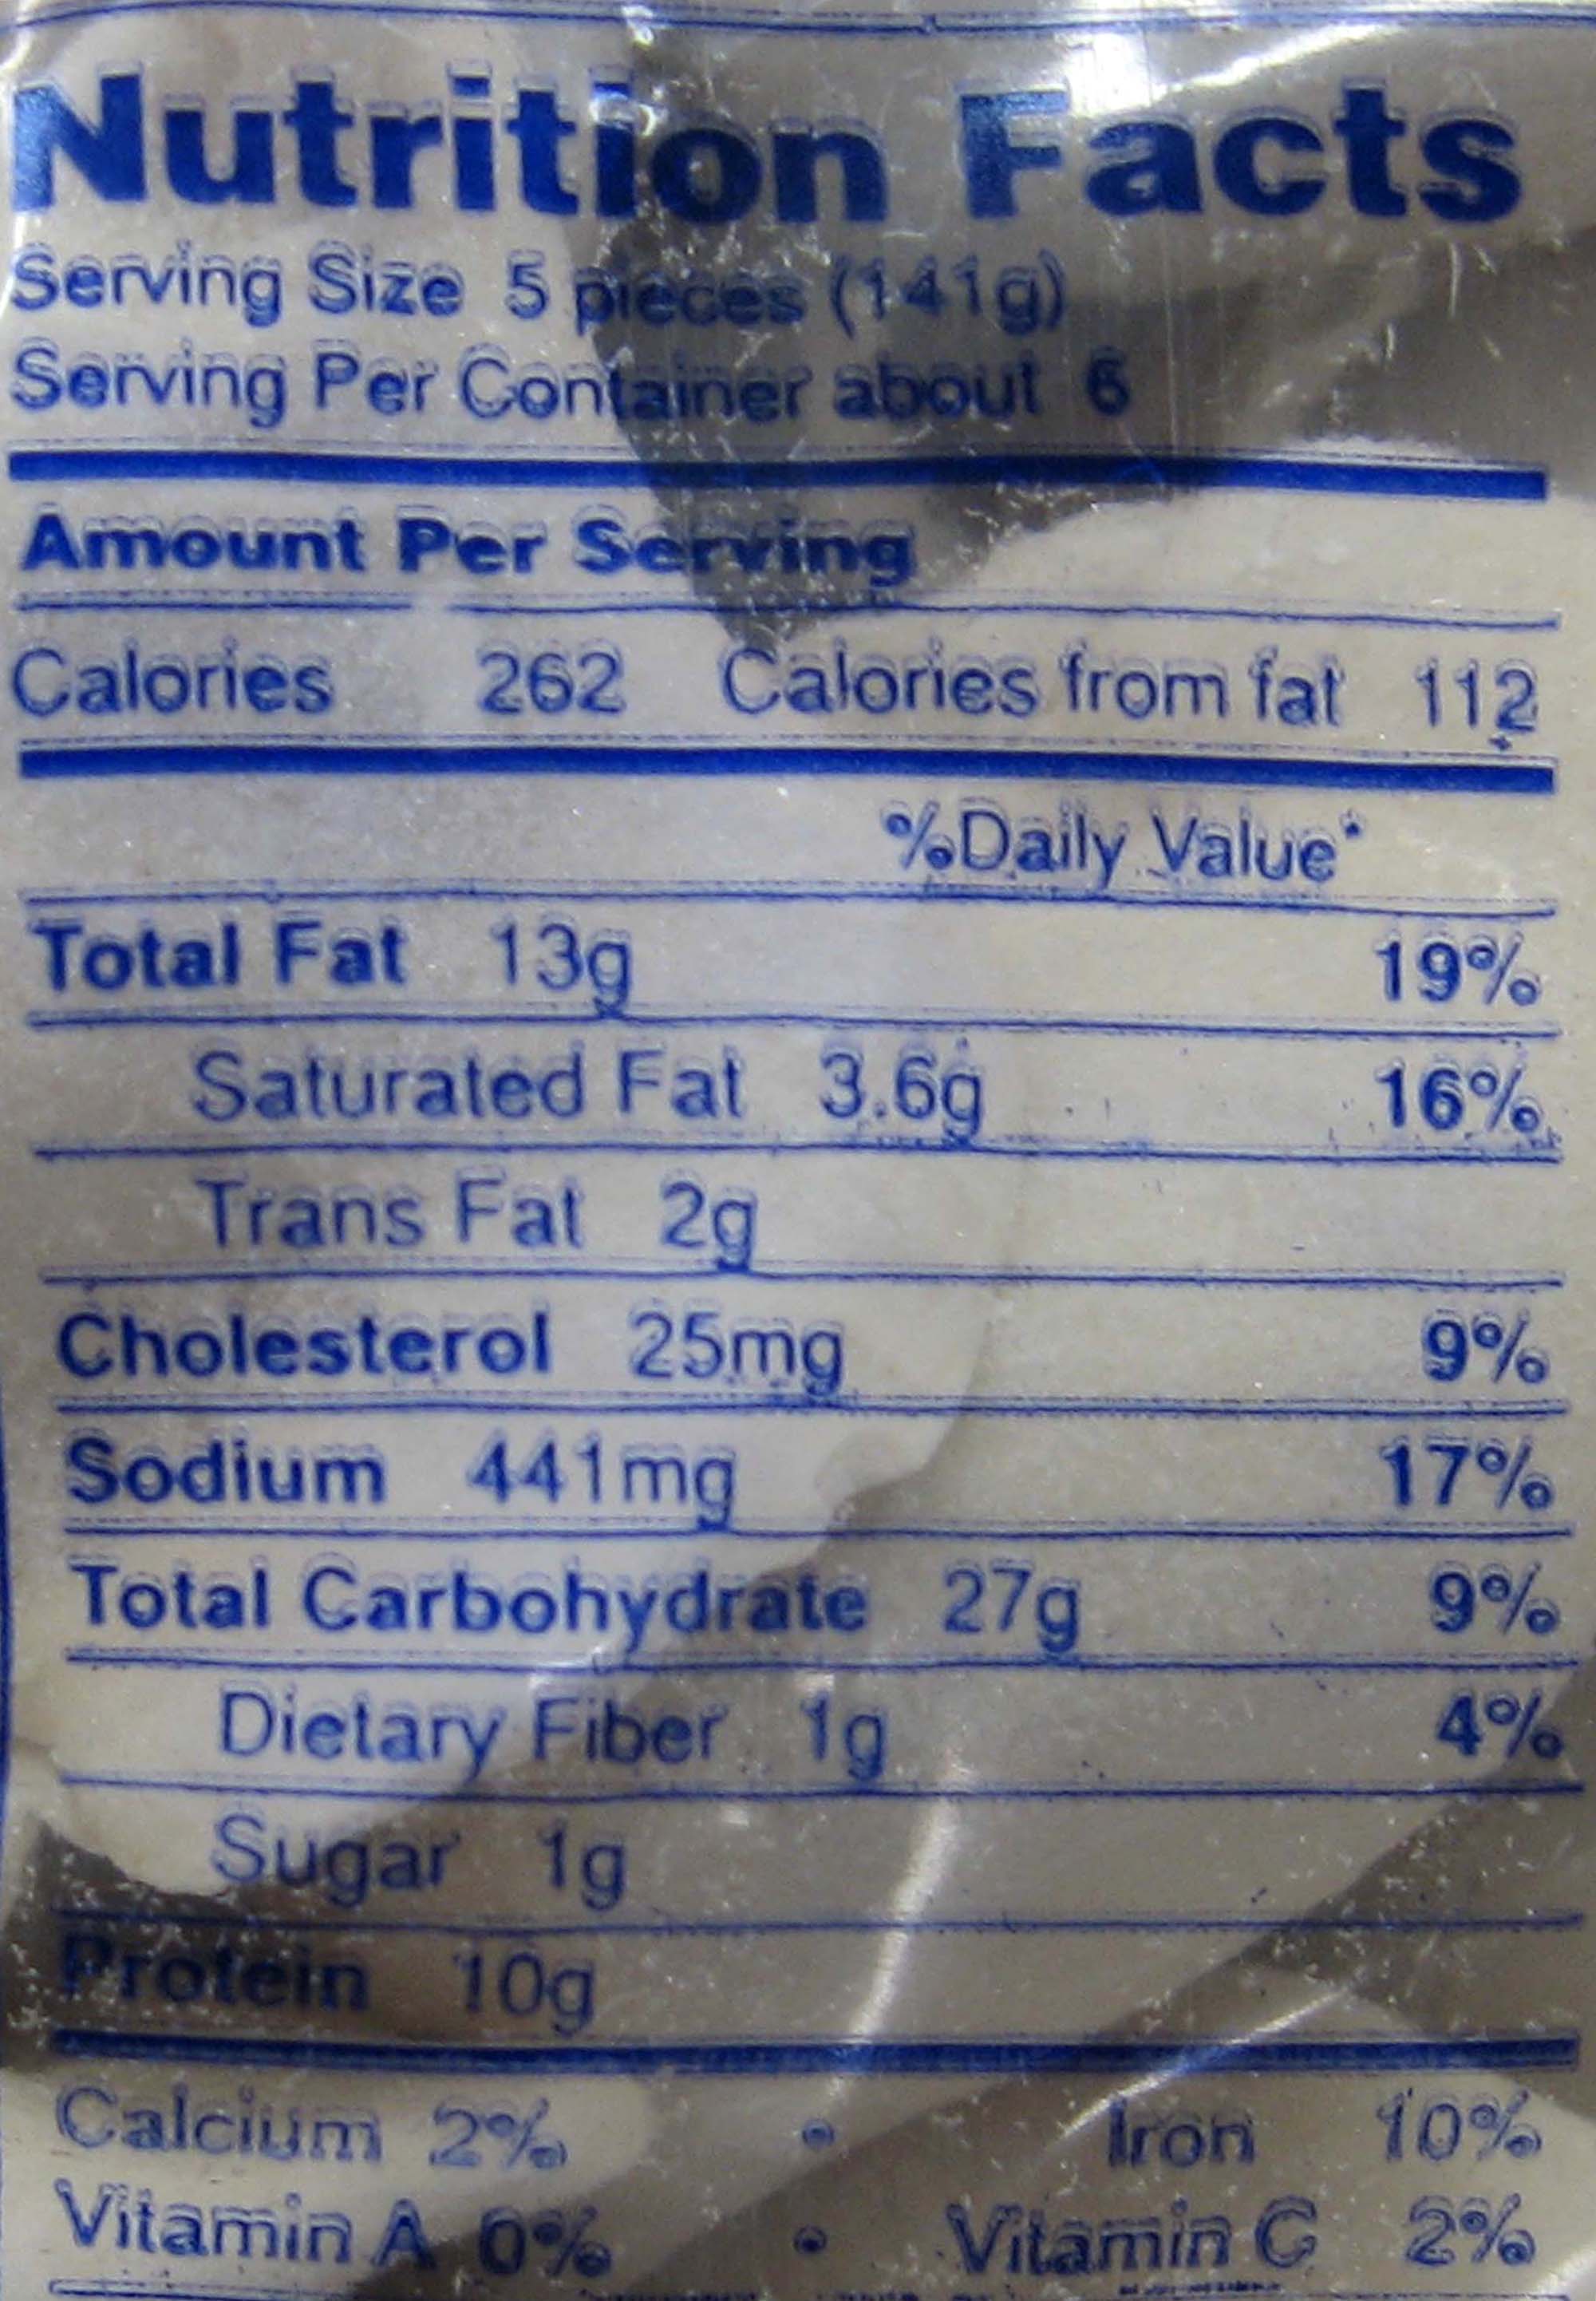 Nutrition Facts
Serving Size 5 pieces (141g)
Serving Per Container about 6
Amount Per Serving
Calories 262 Calories from fat 112
%Daily Value*
Total Fat 13g 19%
Saturated Fat 3.6g 16%
Trans Fat 2g
Cholesterol 25mg 9%
Sodium 441mg 17%
Total Carbohydrate 27g 9%
Dietary Fiber 1g 4%
Sugar 1g
Protein 10g
Calcium 2% • Iron 10%
Vitamin A 0% • Vitamin C 2%